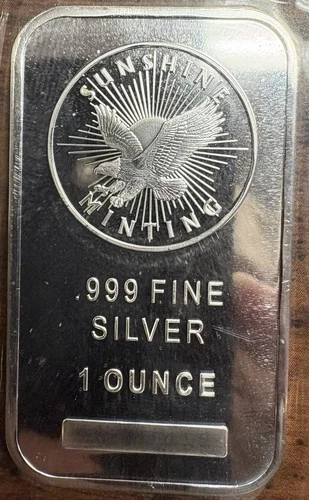 SUNSHINE
MINTING
.999 FINE
SILVER
1 OUNCE